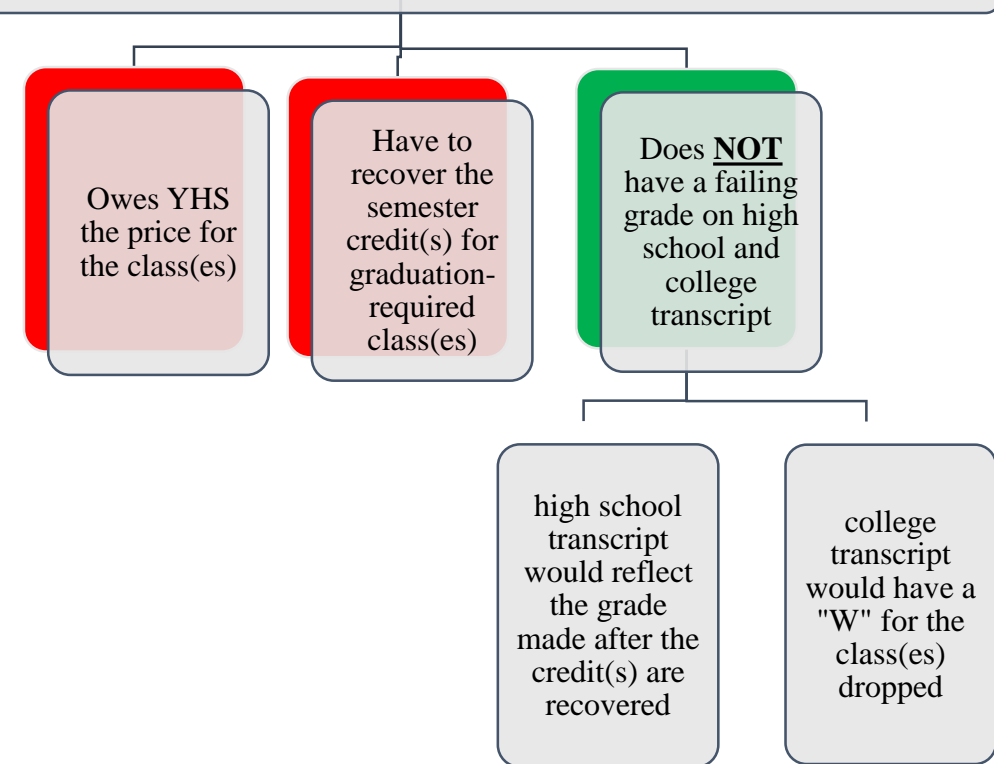 Owes YHS
the price for
the class(es)
Have to
recover the
semester
credit(s) for
graduation-
required
class(es)
Does NOT
have a failing
grade on high
school and
college
transcript
high school
transcript
would reflect
the grade
made after the
credit(s) are
recovered
college
transcript
would have a
"W" for the
class(es)
dropped